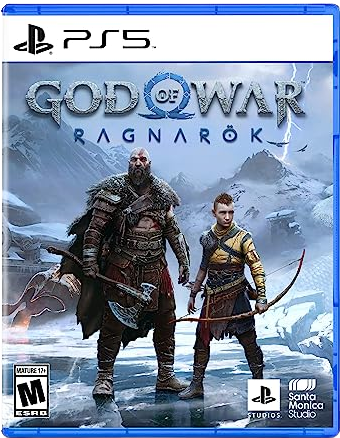 PS5
GOD OF WAR
RAGNARÖK
MATURE 17+
M
ESRB
STUDIOS
Santa
Monica
Studio